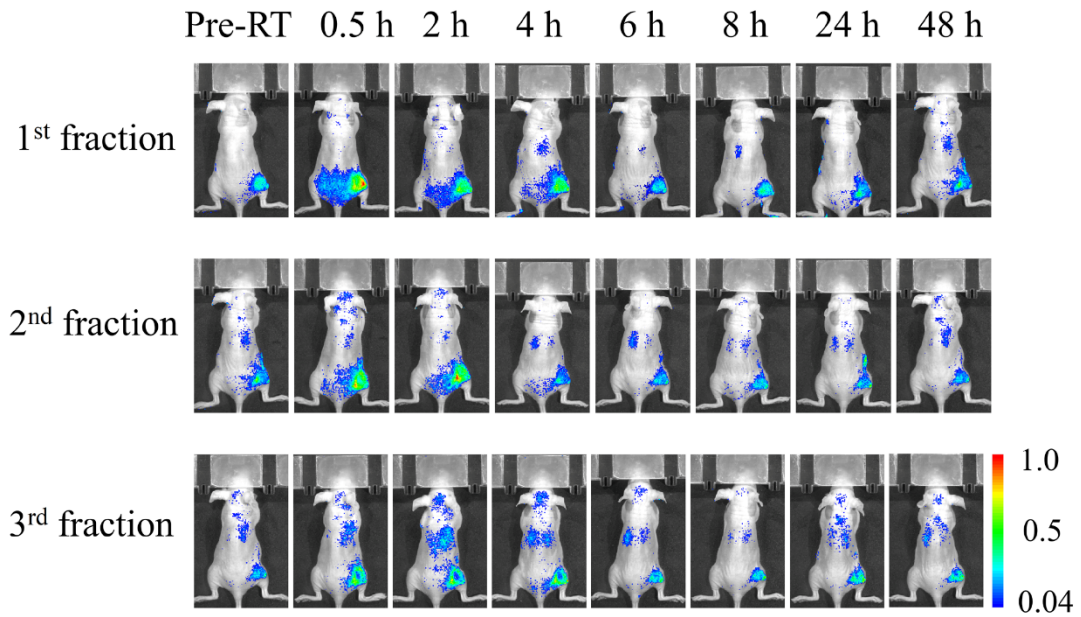 Pre-RT 0.5 h 2 h 4 h 6 h 8 h 24 h 48 h
1st fraction
2nd fraction
3rd fraction
1.0
0.5
0.04